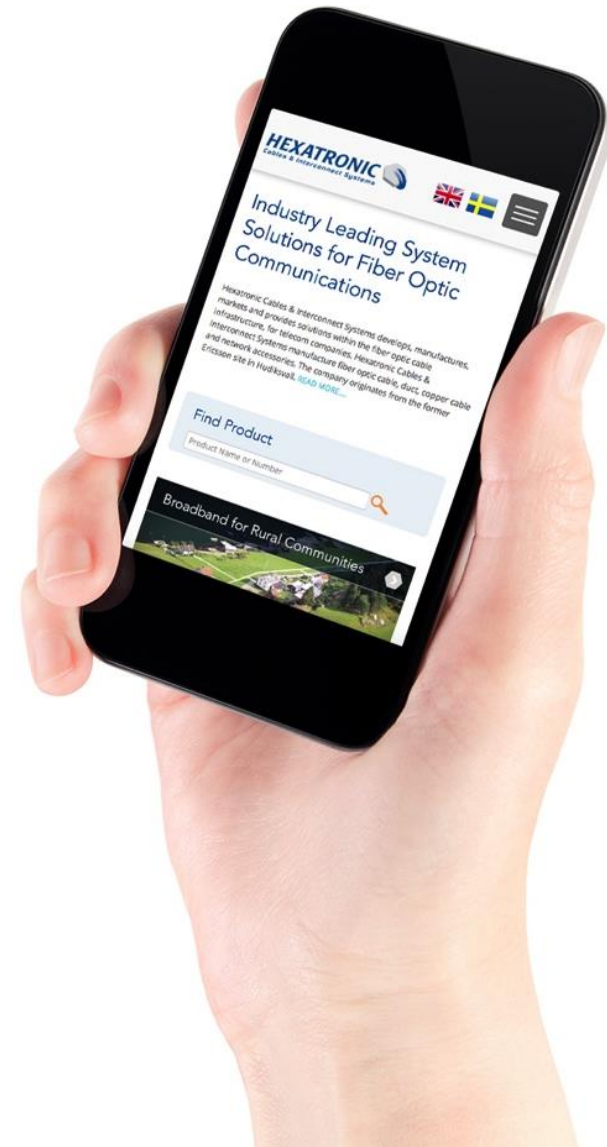 HEXATRONIC
Cables & Interconnect Systems
Industry Leading System
Solutions for Fiber Optic
Communications
Hexatronic Cables & Interconnect Systems develops, manufactures,
markets and provides solutions within the fiber optic cable
infrastructure, for telecom companies. Hexatronic Cables &
Interconnect Systems manufacture fiber optic cable, duct, copper cable
and network accessories. The company originates from the former
Ericsson site in Hudiksvall. READ MORE...
Find Product
Product Name or Number
Broadband for Rural Communities